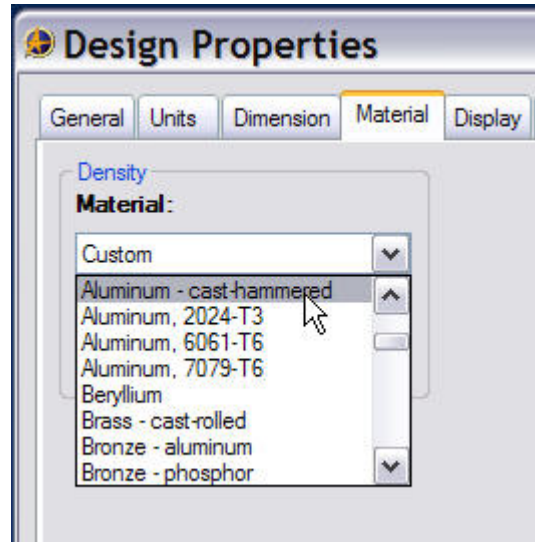 Design Properties
General Units Dimension Material Display
Density
Material:
Custom
Aluminum - cast-hammered
Aluminum, 2024-T3
Aluminum, 6061-T6
Aluminum, 7079-T6
Beryllium
Brass - cast-rolled
Bronze - aluminum
Bronze - phosphor